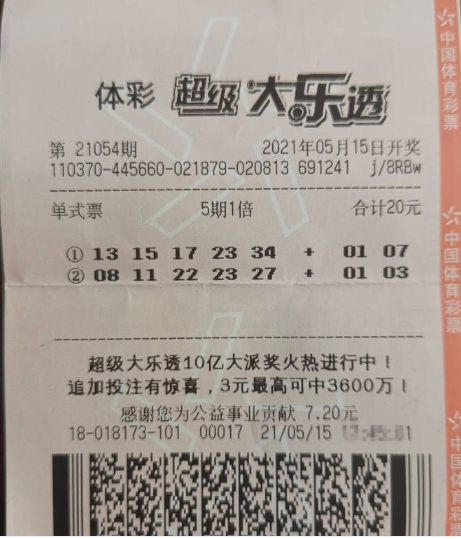 体彩 超级大乐透
第 21054期 2021年05月15日开奖
110370-445660-021879-020813 691241 j/8RBw
单式票 5期1倍 合计20元
① 13 15 17 23 34 + 01 07
② 08 11 22 23 27 + 01 03
超级大乐透10亿大派奖火热进行中！
追加投注有惊喜，3元最高可中3600万！
感谢您为公益事业贡献 7.20元
18-018173-101 00017 21/05/15
中国体育彩票
中国体育彩票
中国体育彩票